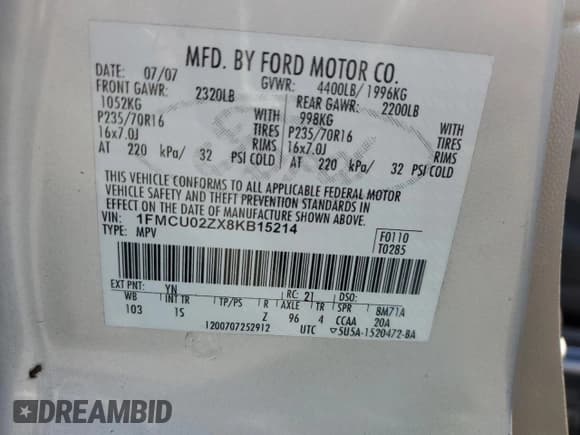 MFD. BY FORD MOTOR CO.
DATE: 07/07 GVWR: 4400LB/1996KG
FRONT GAWR: 2320LB REAR GAWR: 2200LB
1052KG WITH 998KG WITH
P235/70R16 TIRES P235/70R16 TIRES
16x7.0J RIMS 16x7.0J RIMS
AT 220 kPa/ 32 PSI COLD AT 220 kPa/ 32 PSI COLD
THIS VEHICLE CONFORMS TO ALL APPLICABLE FEDERAL MOTOR
VEHICLE SAFETY AND THEFT PREVENTION STANDARDS IN
EFFECT ON THE DATE OF MANUFACTURE SHOWN ABOVE.
VIN: 1FMCU02ZX8KB15214 F0110
TYPE: MPV T0285
EXT PNT: YN RC: 21 DSO:
WB INT TR TP/PS R AXLE TR SPR 8M71A
103 1S Z 96 4 CCAA 20A
1200707252912 UTC 5U5A-1520472-BA
DREAMBID